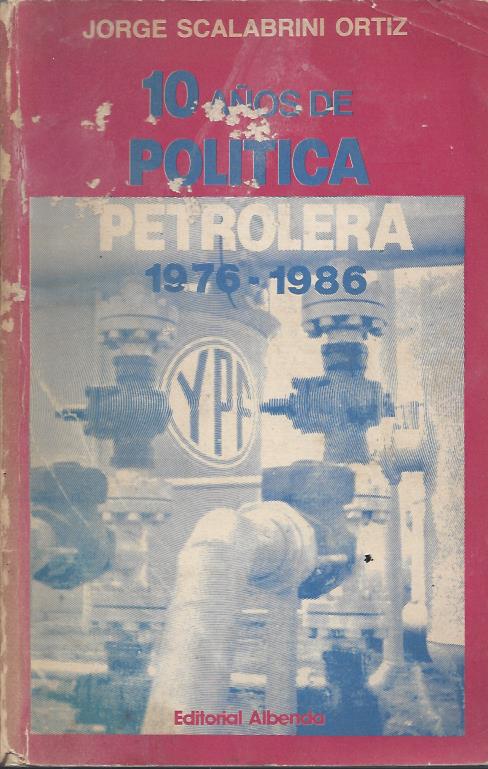 JORGE SCALABRINI ORTIZ
10 AÑOS DE
POLITICA
PETROLERA
1976-1986
YPF
Editorial Albenda